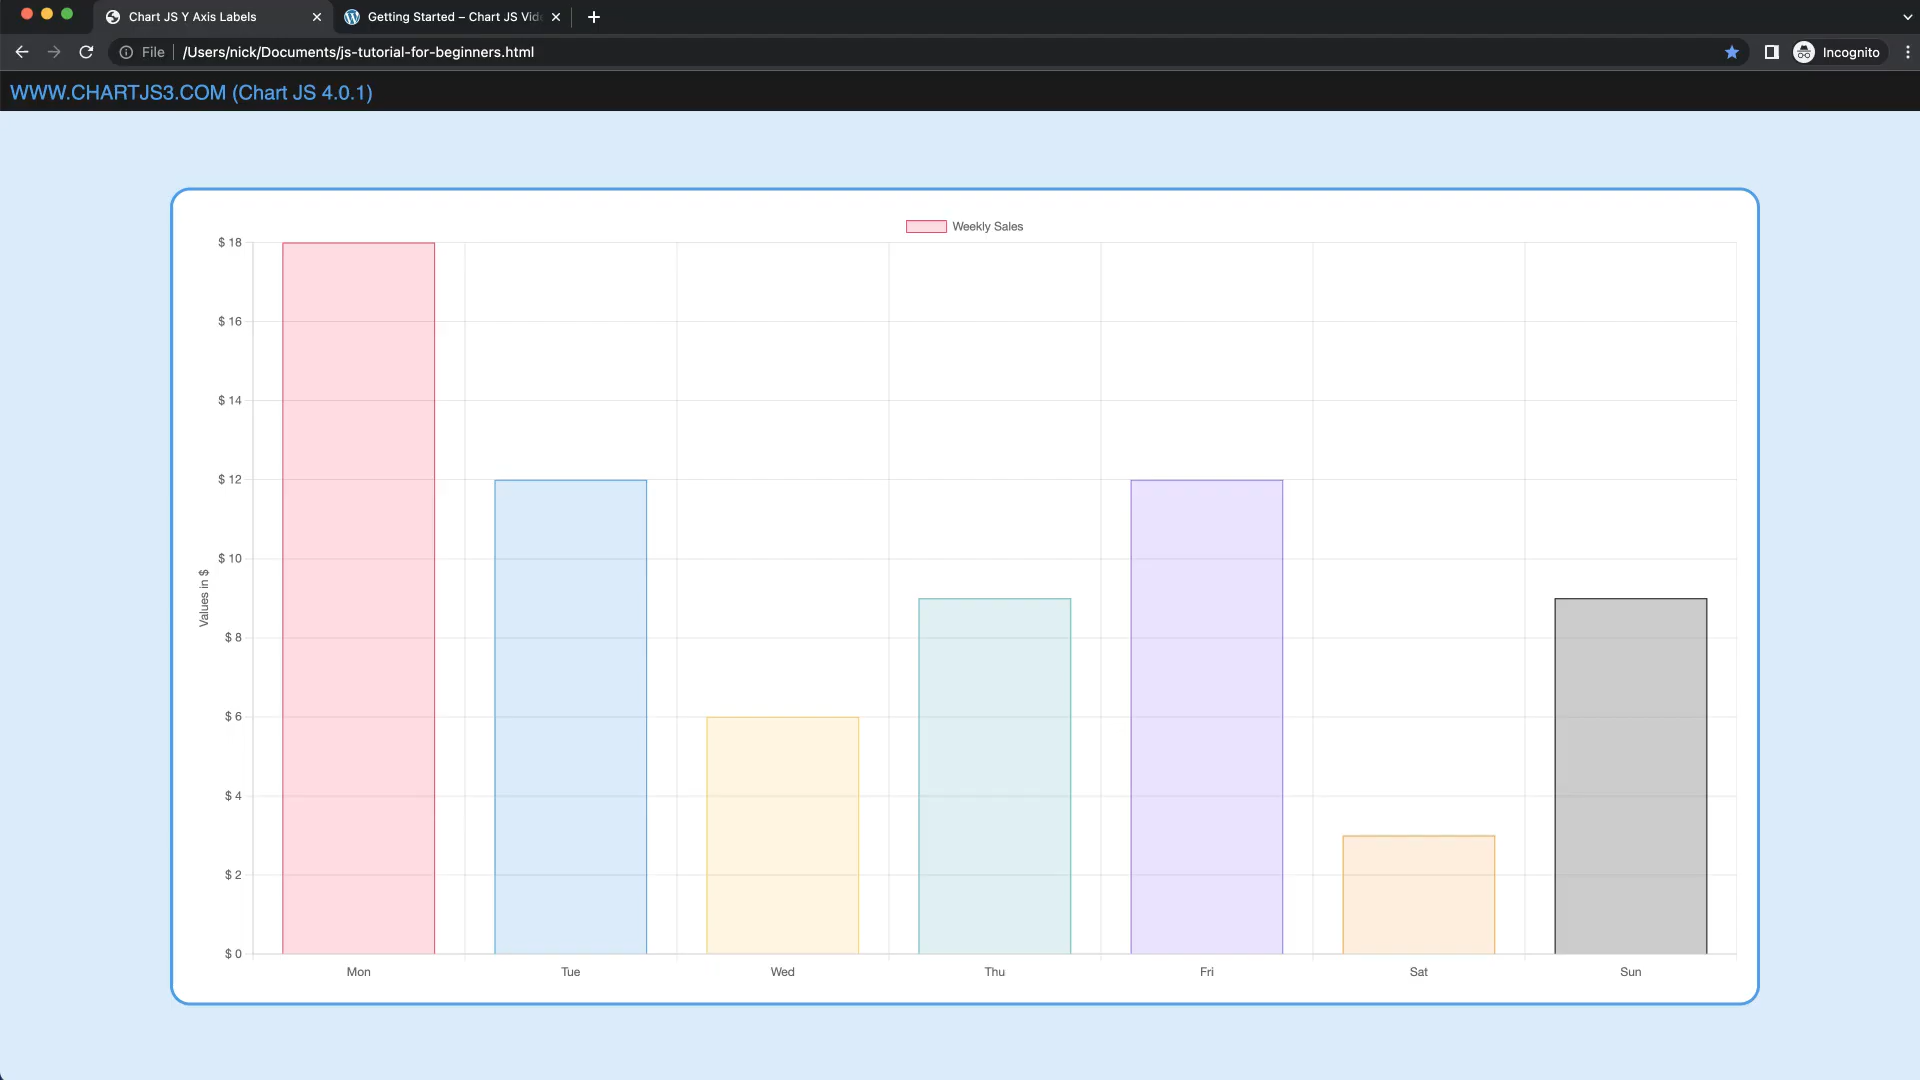 Chart JS Y Axis Labels
Getting Started – Chart JS Vid
File
/Users/nick/Documents/js-tutorial-for-beginners.html
Incognito
WWW.CHARTJS3.COM (Chart JS 4.0.1)
Weekly Sales
$ 18
$ 16
$ 14
$ 12
$ 10
$ 8
$ 6
$ 4
$ 2
$ 0
Values in $
Mon
Tue
Wed
Thu
Fri
Sat
Sun